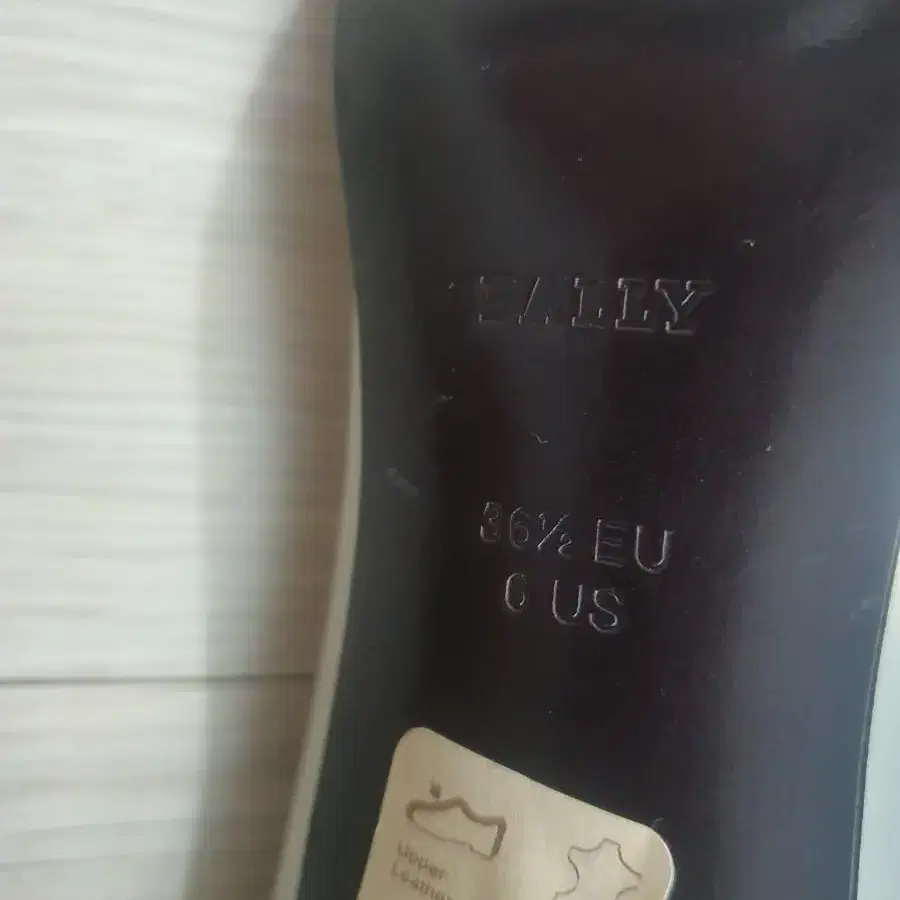 BALLY
36½ EU
6 US
Upper
Leather